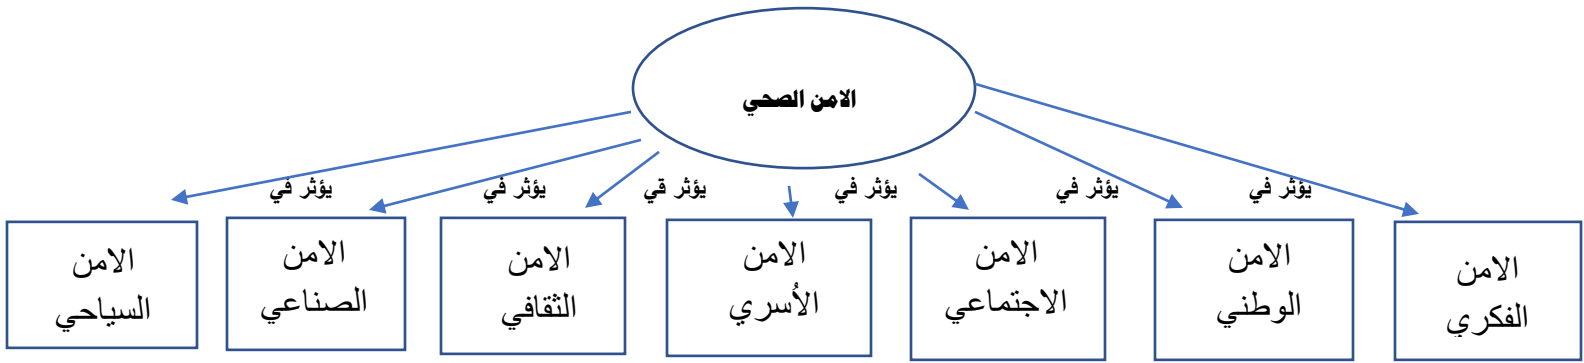 الامن الصحي
يؤثر في
يؤثر في
يؤثر في
يؤثر قي
يؤثر في
يؤثر في
الامن
الفكري
الامن
الوطني
الامن
الاجتماعي
الامن
الأسري
الامن
الثقافي
الامن
الصناعي
الامن
السياحي